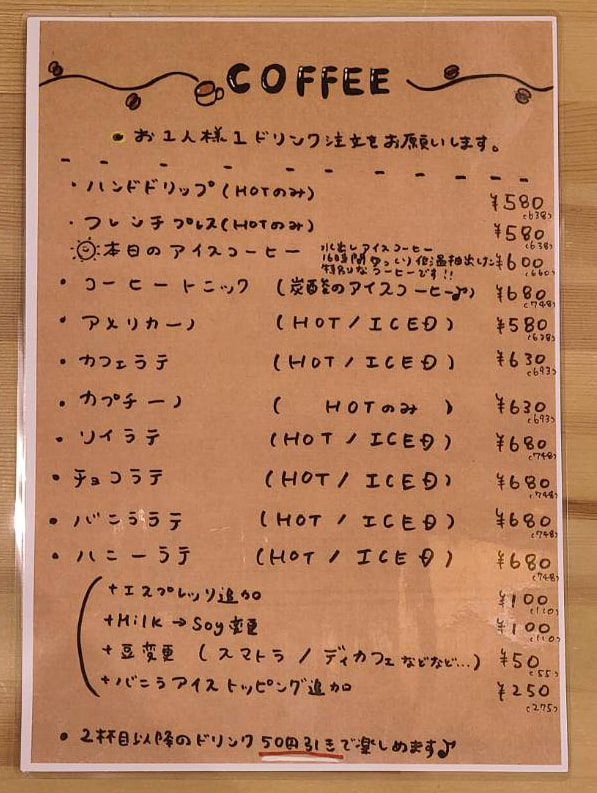 COFFEE
• お1人様1ドリンク注文をお願いします。
・ハンドドリップ(HOTのみ) ¥580
(638)
・フレンチプレス(HOTのみ) ¥580
(638)
本日のアイスコーヒー 水出しアイスコーヒー
16時間ゆっくり低温抽出した
特別なコーヒーです!! ¥600
(660)
・コーヒートニック (炭酸のアイスコーヒー♪) ¥680
(748)
・アメリカーノ (HOT / ICED) ¥580
(638)
・カフェラテ (HOT / ICED) ¥630
(693)
・カプチーノ ( HOTのみ ) ¥630
(693)
・ソイラテ (HOT / ICED) ¥680
(748)
・チョコラテ (HOT / ICED) ¥680
(748)
・バニララテ (HOT / ICED) ¥680
(748)
・ハニーラテ (HOT / ICED) ¥680
(748)
+エスプレッソ追加 ¥100
(110)
+Milk→Soy変更 ¥100
(110)
+豆変更 (スマトラ / ディカフェなどなど...) ¥50
(55)
+バニラアイストッピング追加 ¥250
(275)
• 2杯目以降のドリンク50円引きで楽しめます♪